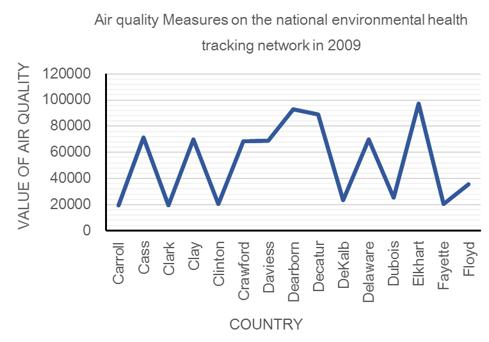 Air quality Measures on the national environmental health
tracking network in 2009
VALUE OF AIR QUALITY
120000
100000
80000
60000
40000
20000
0
Carroll
Cass
Clark
Clay
Clinton
Crawford
Daviess
Dearborn
Decatur
DeKalb
Delaware
Dubois
Elkhart
Fayette
Floyd
COUNTRY